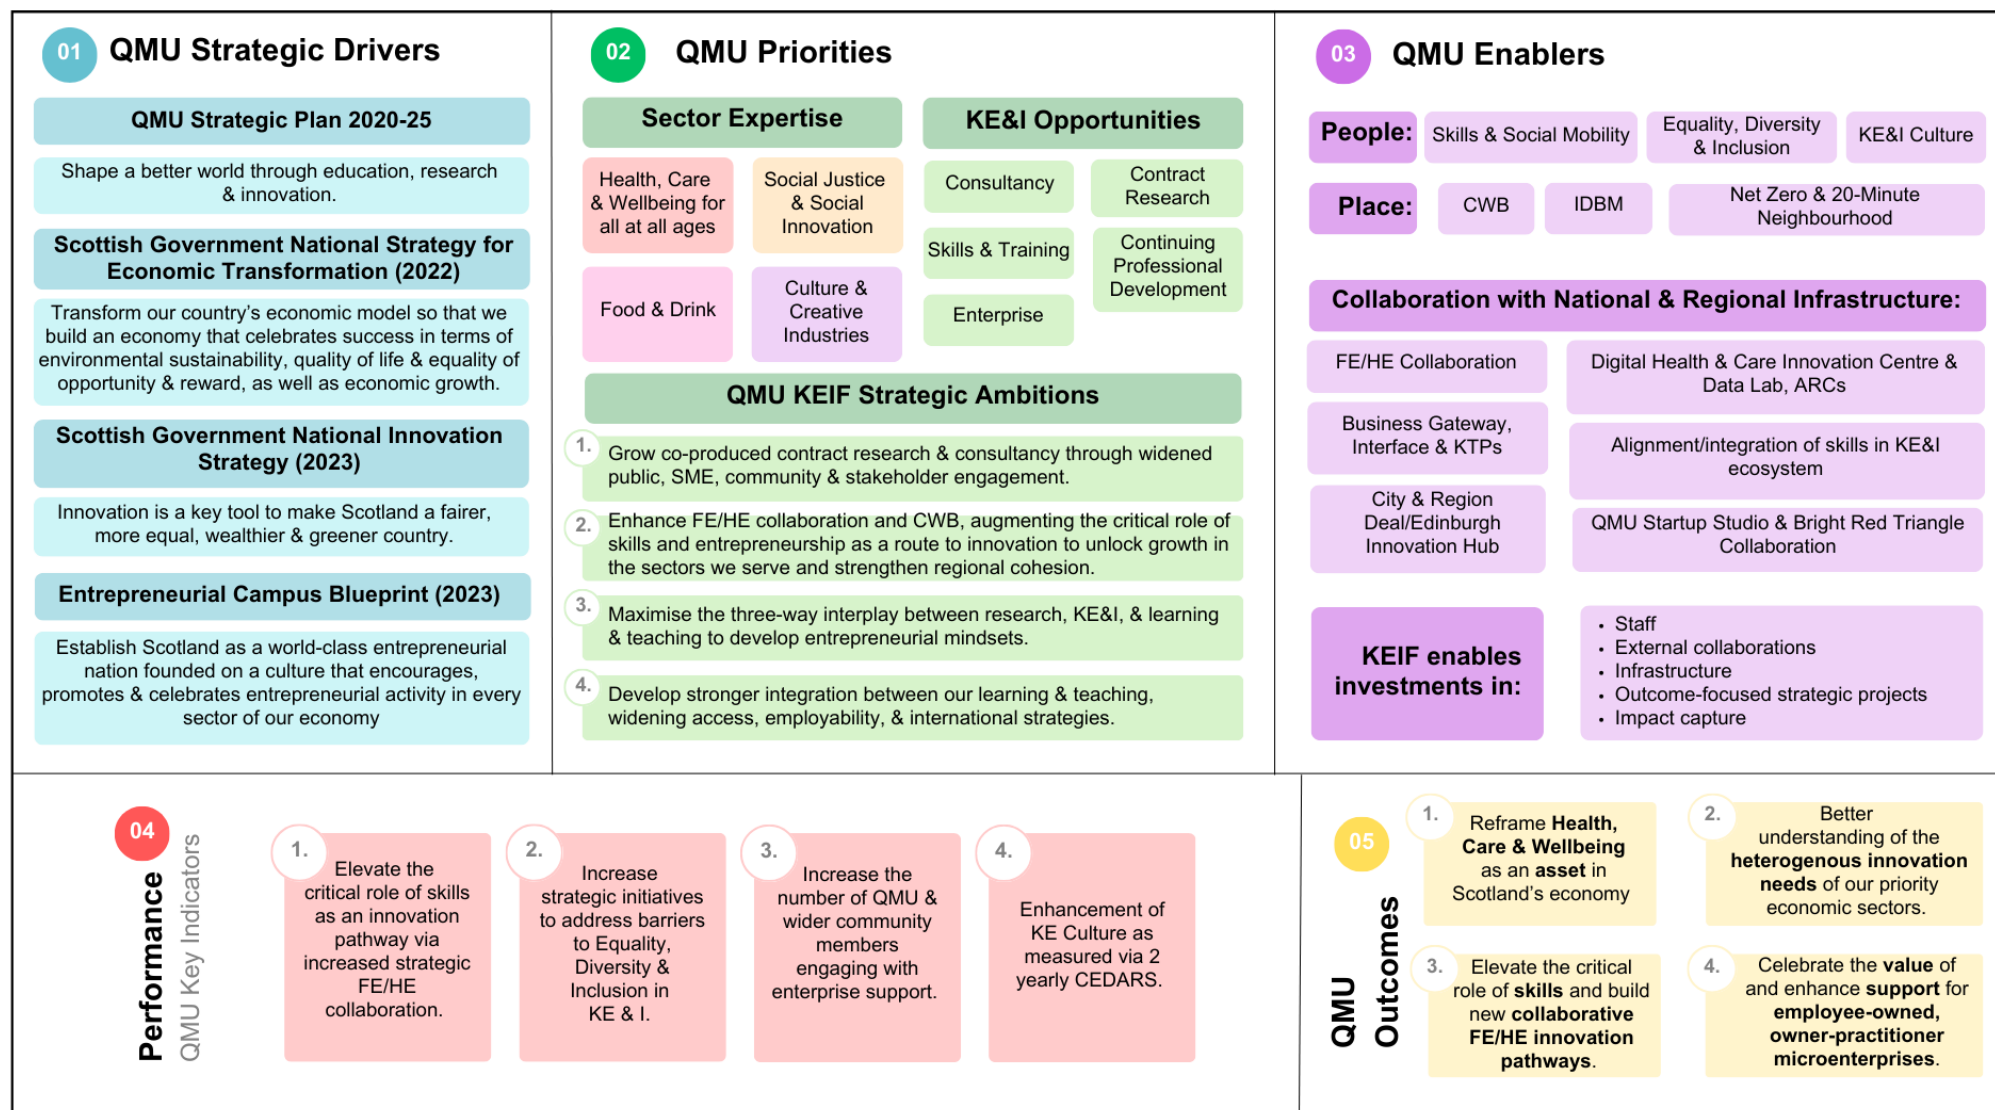 01
QMU Strategic Drivers
QMU Strategic Plan 2020-25
Shape a better world through education, research
& innovation.
Scottish Government National Strategy for
Economic Transformation (2022)
Transform our country’s economic model so that we
build an economy that celebrates success in terms of
environmental sustainability, quality of life & equality of
opportunity & reward, as well as economic growth.
Scottish Government National Innovation
Strategy (2023)
Innovation is a key tool to make Scotland a fairer,
more equal, wealthier & greener country.
Entrepreneurial Campus Blueprint (2023)
Establish Scotland as a world-class entrepreneurial
nation founded on a culture that encourages,
promotes & celebrates entrepreneurial activity in every
sector of our economy
02
QMU Priorities
Sector Expertise
Health, Care
& Wellbeing for
all at all ages
Social Justice
& Social
Innovation
Food & Drink
Culture &
Creative
Industries
KE&I Opportunities
Consultancy
Contract
Research
Skills & Training
Continuing
Professional
Development
Enterprise
QMU KEIF Strategic Ambitions
1.
Grow co-produced contract research & consultancy through widened
public, SME, community & stakeholder engagement.
2.
Enhance FE/HE collaboration and CWB, augmenting the critical role of
skills and entrepreneurship as a route to innovation to unlock growth in
the sectors we serve and strengthen regional cohesion.
3.
Maximise the three-way interplay between research, KE&I, & learning
& teaching to develop entrepreneurial mindsets.
4.
Develop stronger integration between our learning & teaching,
widening access, employability, & international strategies.
03
QMU Enablers
People:
Skills & Social Mobility
Equality, Diversity
& Inclusion
KE&I Culture
Place:
CWB
IDBM
Net Zero & 20-Minute
Neighbourhood
Collaboration with National & Regional Infrastructure:
FE/HE Collaboration
Digital Health & Care Innovation Centre &
Data Lab, ARCs
Business Gateway,
Interface & KTPs
Alignment/integration of skills in KE&I
ecosystem
City & Region
Deal/Edinburgh
Innovation Hub
QMU Startup Studio & Bright Red Triangle
Collaboration
KEIF enables
investments in:
• Staff
• External collaborations
• Infrastructure
• Outcome-focused strategic projects
• Impact capture
04
Performance
QMU Key Indicators
1.
Elevate the
critical role of skills
as an innovation
pathway via
increased strategic
FE/HE
collaboration.
2.
Increase
strategic initiatives
to address barriers
to Equality,
Diversity &
Inclusion in
KE & I.
3.
Increase the
number of QMU &
wider community
members
engaging with
enterprise support.
4.
Enhancement of
KE Culture as
measured via 2
yearly CEDARS.
05
QMU
Outcomes
1.
Reframe Health,
Care & Wellbeing
as an asset in
Scotland’s economy
2.
Better
understanding of the
heterogenous innovation
needs of our priority
economic sectors.
3.
Elevate the critical
role of skills and build
new collaborative
FE/HE innovation
pathways.
4.
Celebrate the value of
and enhance support for
employee-owned,
owner-practitioner
microenterprises.